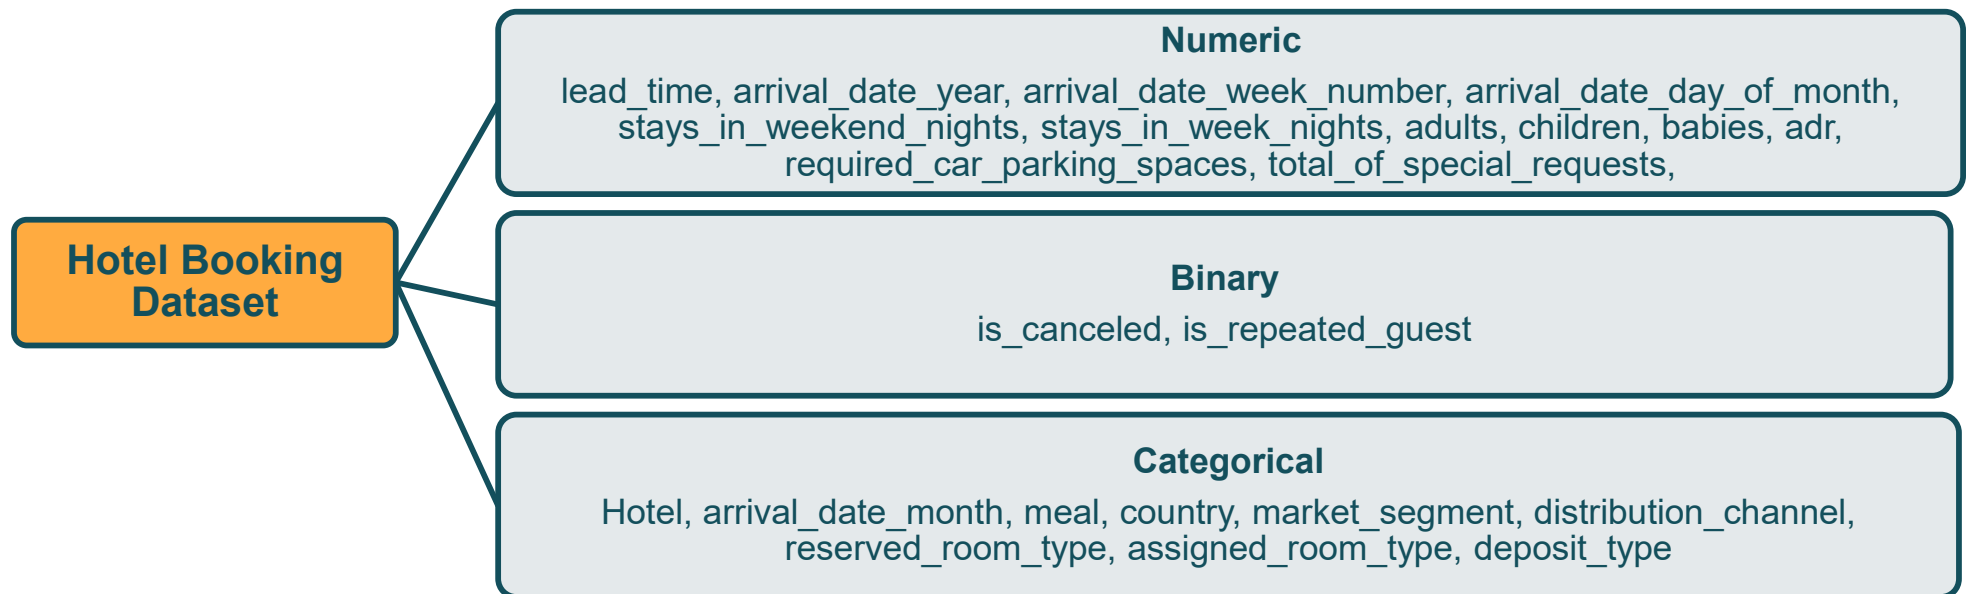 Hotel Booking
Dataset
Numeric
lead_time, arrival_date_year, arrival_date_week_number, arrival_date_day_of_month,
stays_in_weekend_nights, stays_in_week_nights, adults, children, babies, adr,
required_car_parking_spaces, total_of_special_requests,
Binary
is_canceled, is_repeated_guest
Categorical
Hotel, arrival_date_month, meal, country, market_segment, distribution_channel,
reserved_room_type, assigned_room_type, deposit_type